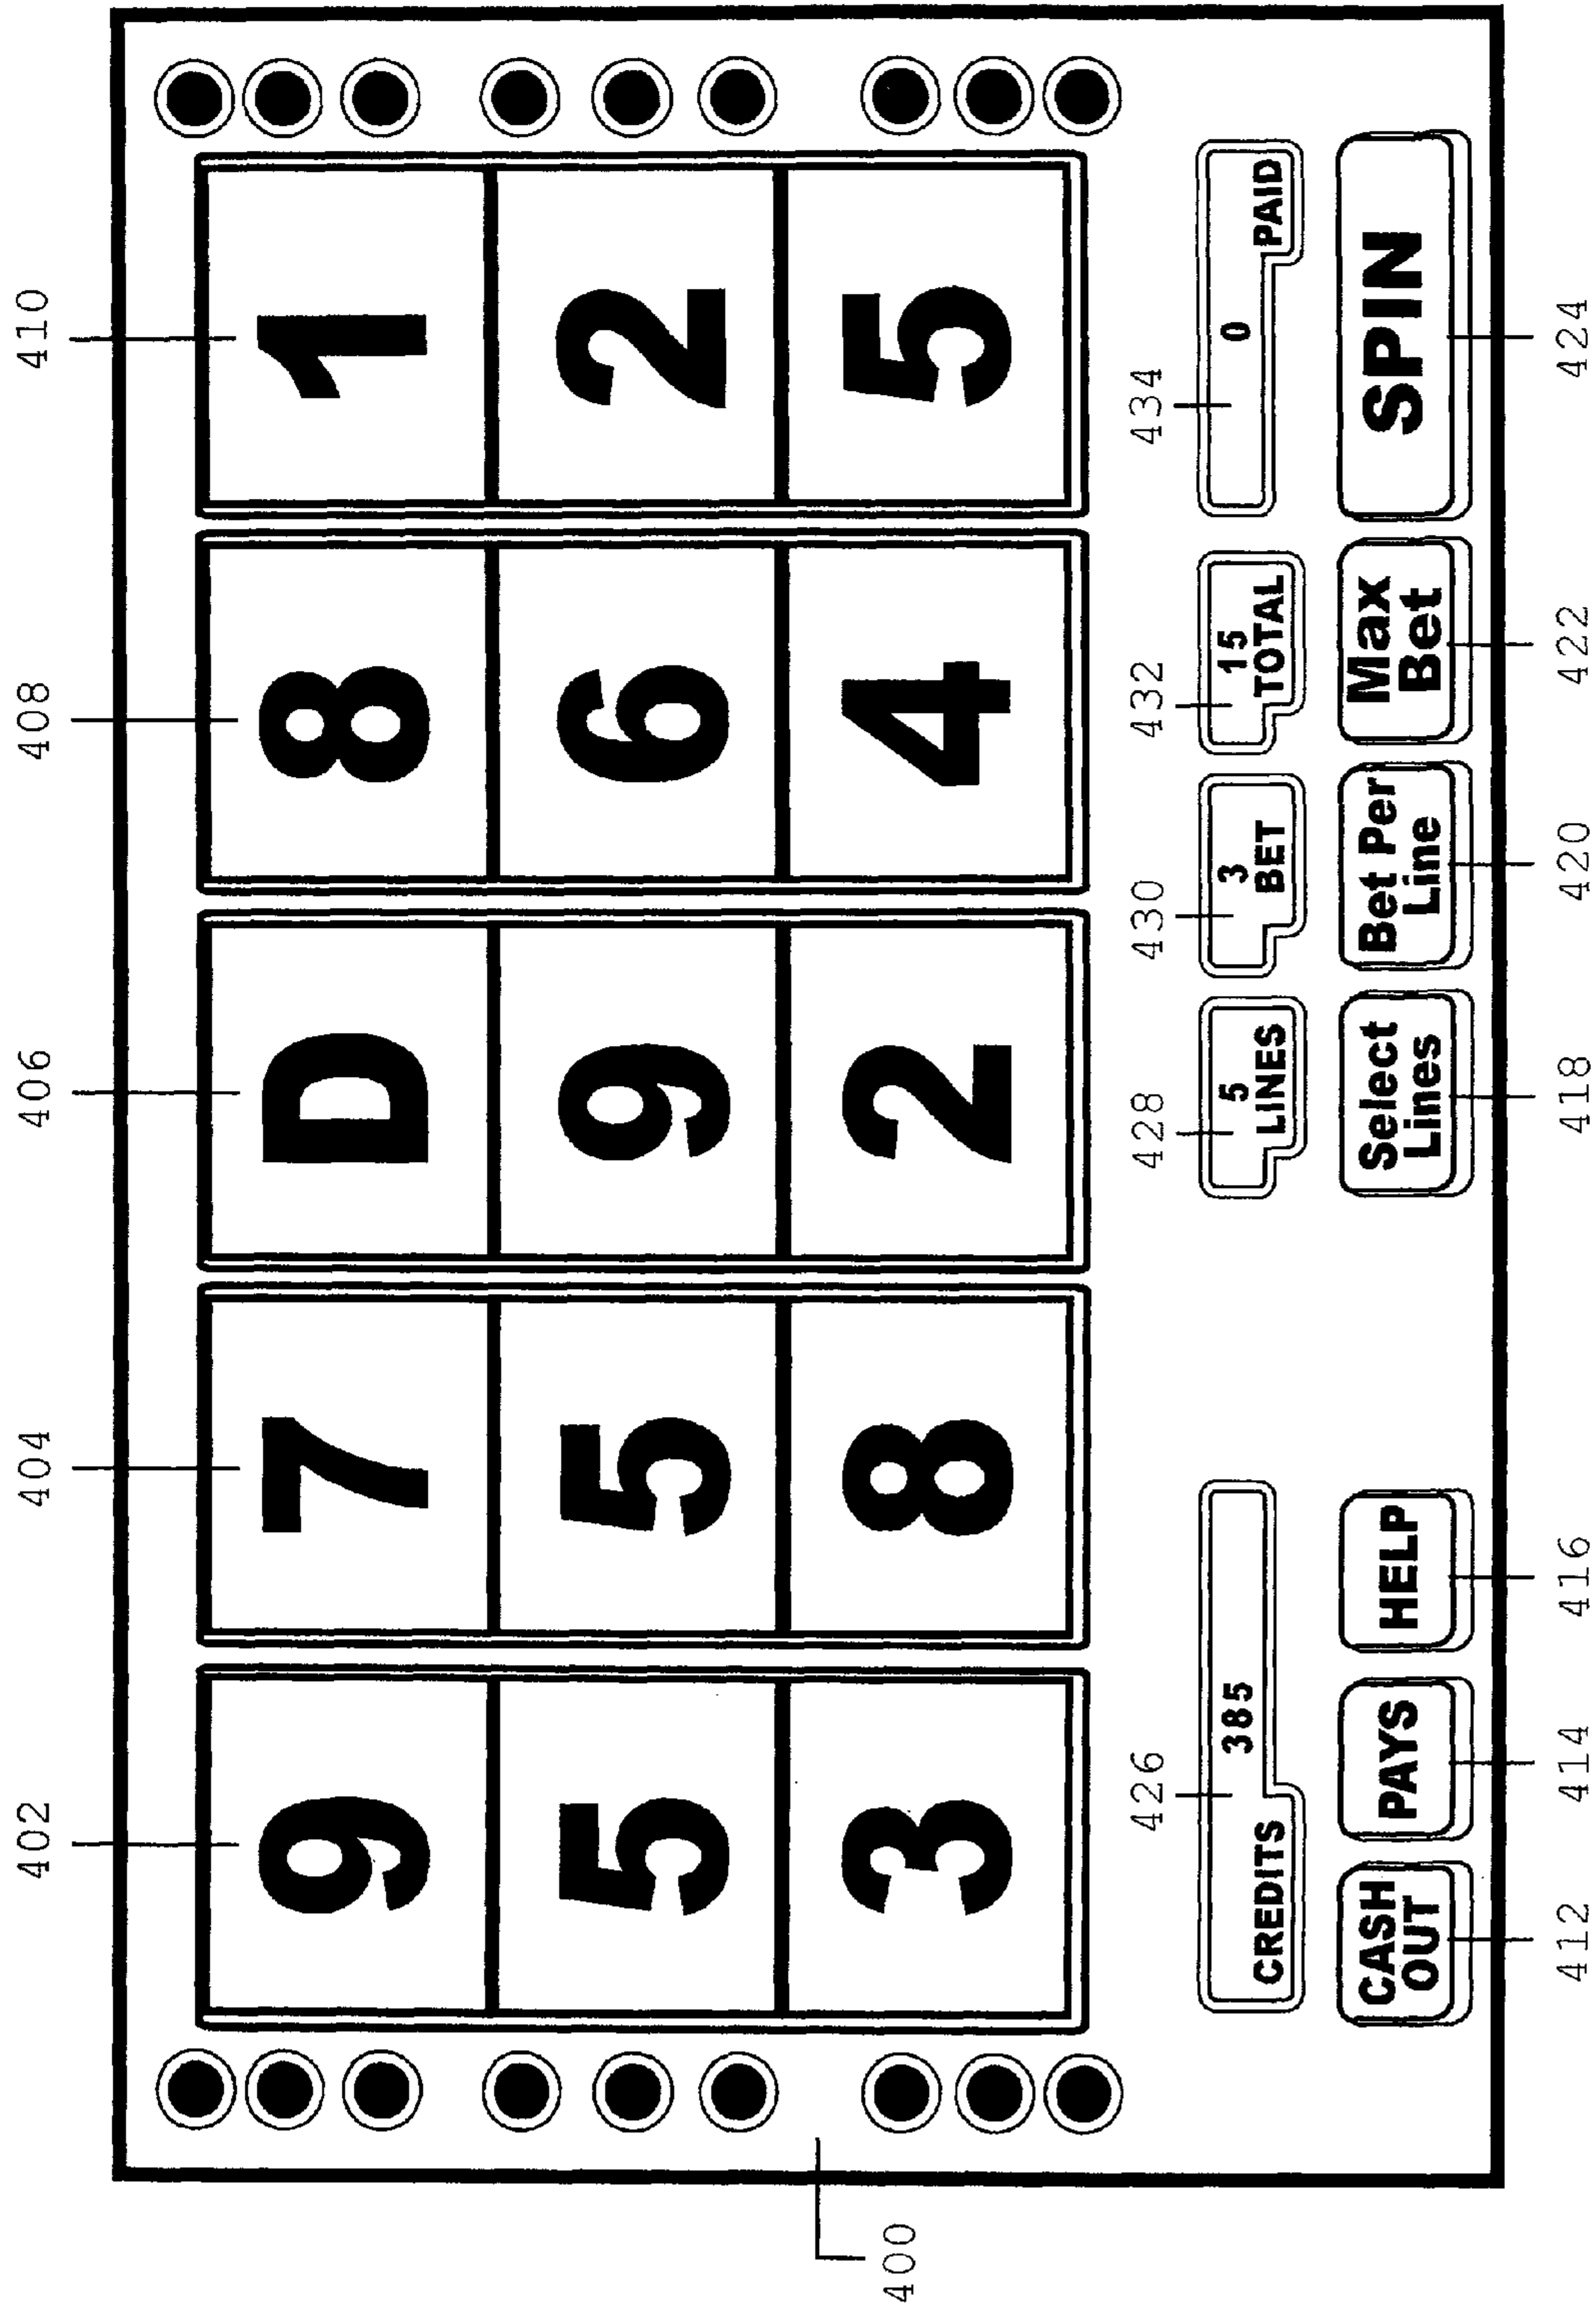 402 404 406 408 410
9 7 D 8 1
5 5 9 6 2
3 8 2 4 5
400
426 428 430 432 434
385 5 3 15 0
CREDITS LINES BET TOTAL PAID
CASH OUT
PAYS
HELP
Select Lines
Bet Per Line
Max Bet
SPIN
412 414 416 418 420 422 424